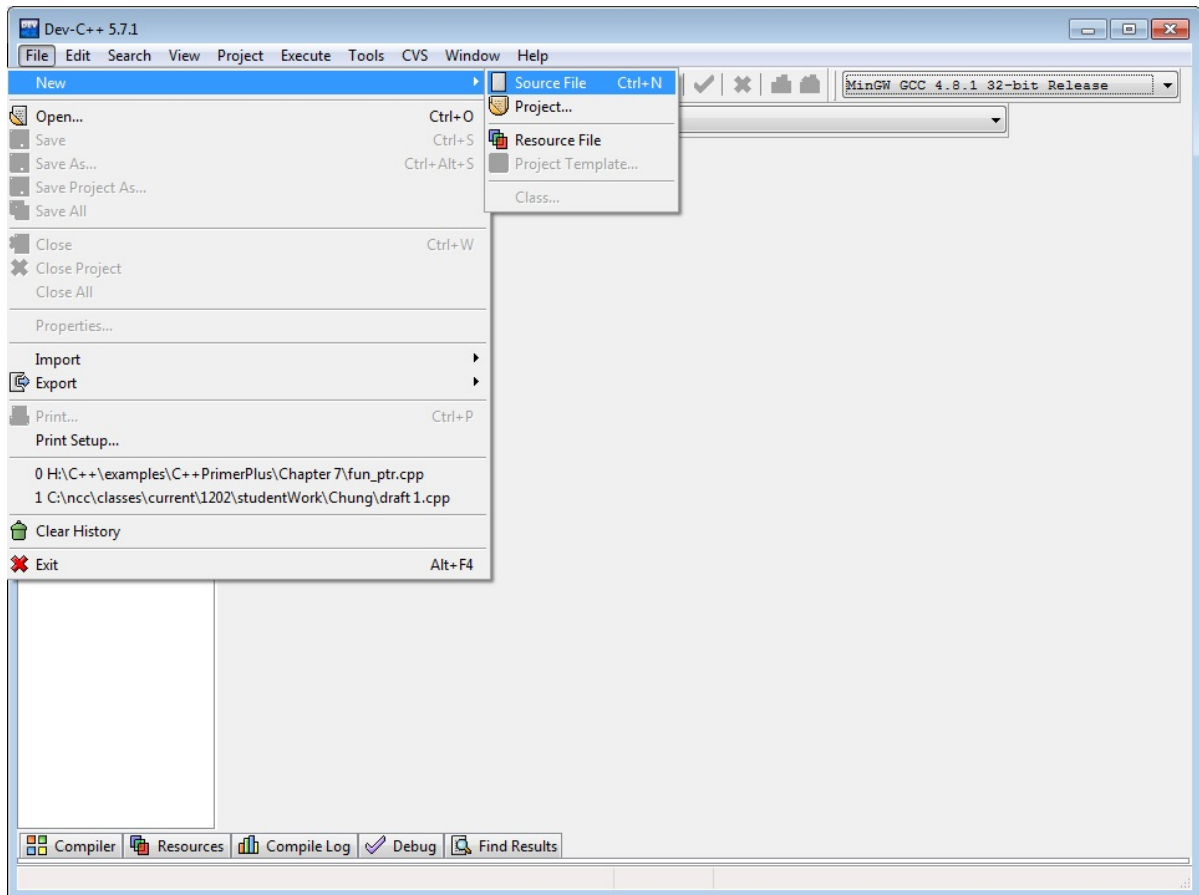 Dev-C++ 5.7.1
File Edit Search View Project Execute Tools CVS Window Help
New
Source File Ctrl+N
MinGW GCC 4.8.1 32-bit Release
Project...
Open... Ctrl+O
Save Ctrl+S
Resource File
Save As... Ctrl+Alt+S
Project Template...
Save Project As...
Class...
Save All
Close Ctrl+W
Close Project
Close All
Properties...
Import
Export
Print... Ctrl+P
Print Setup...
0 H:\C++\examples\C++PrimerPlus\Chapter 7\fun_ptr.cpp
1 C:\ncc\classes\current\1202\studentWork\Chung\draft 1.cpp
Clear History
Exit Alt+F4
Compiler Resources Compile Log Debug Find Results